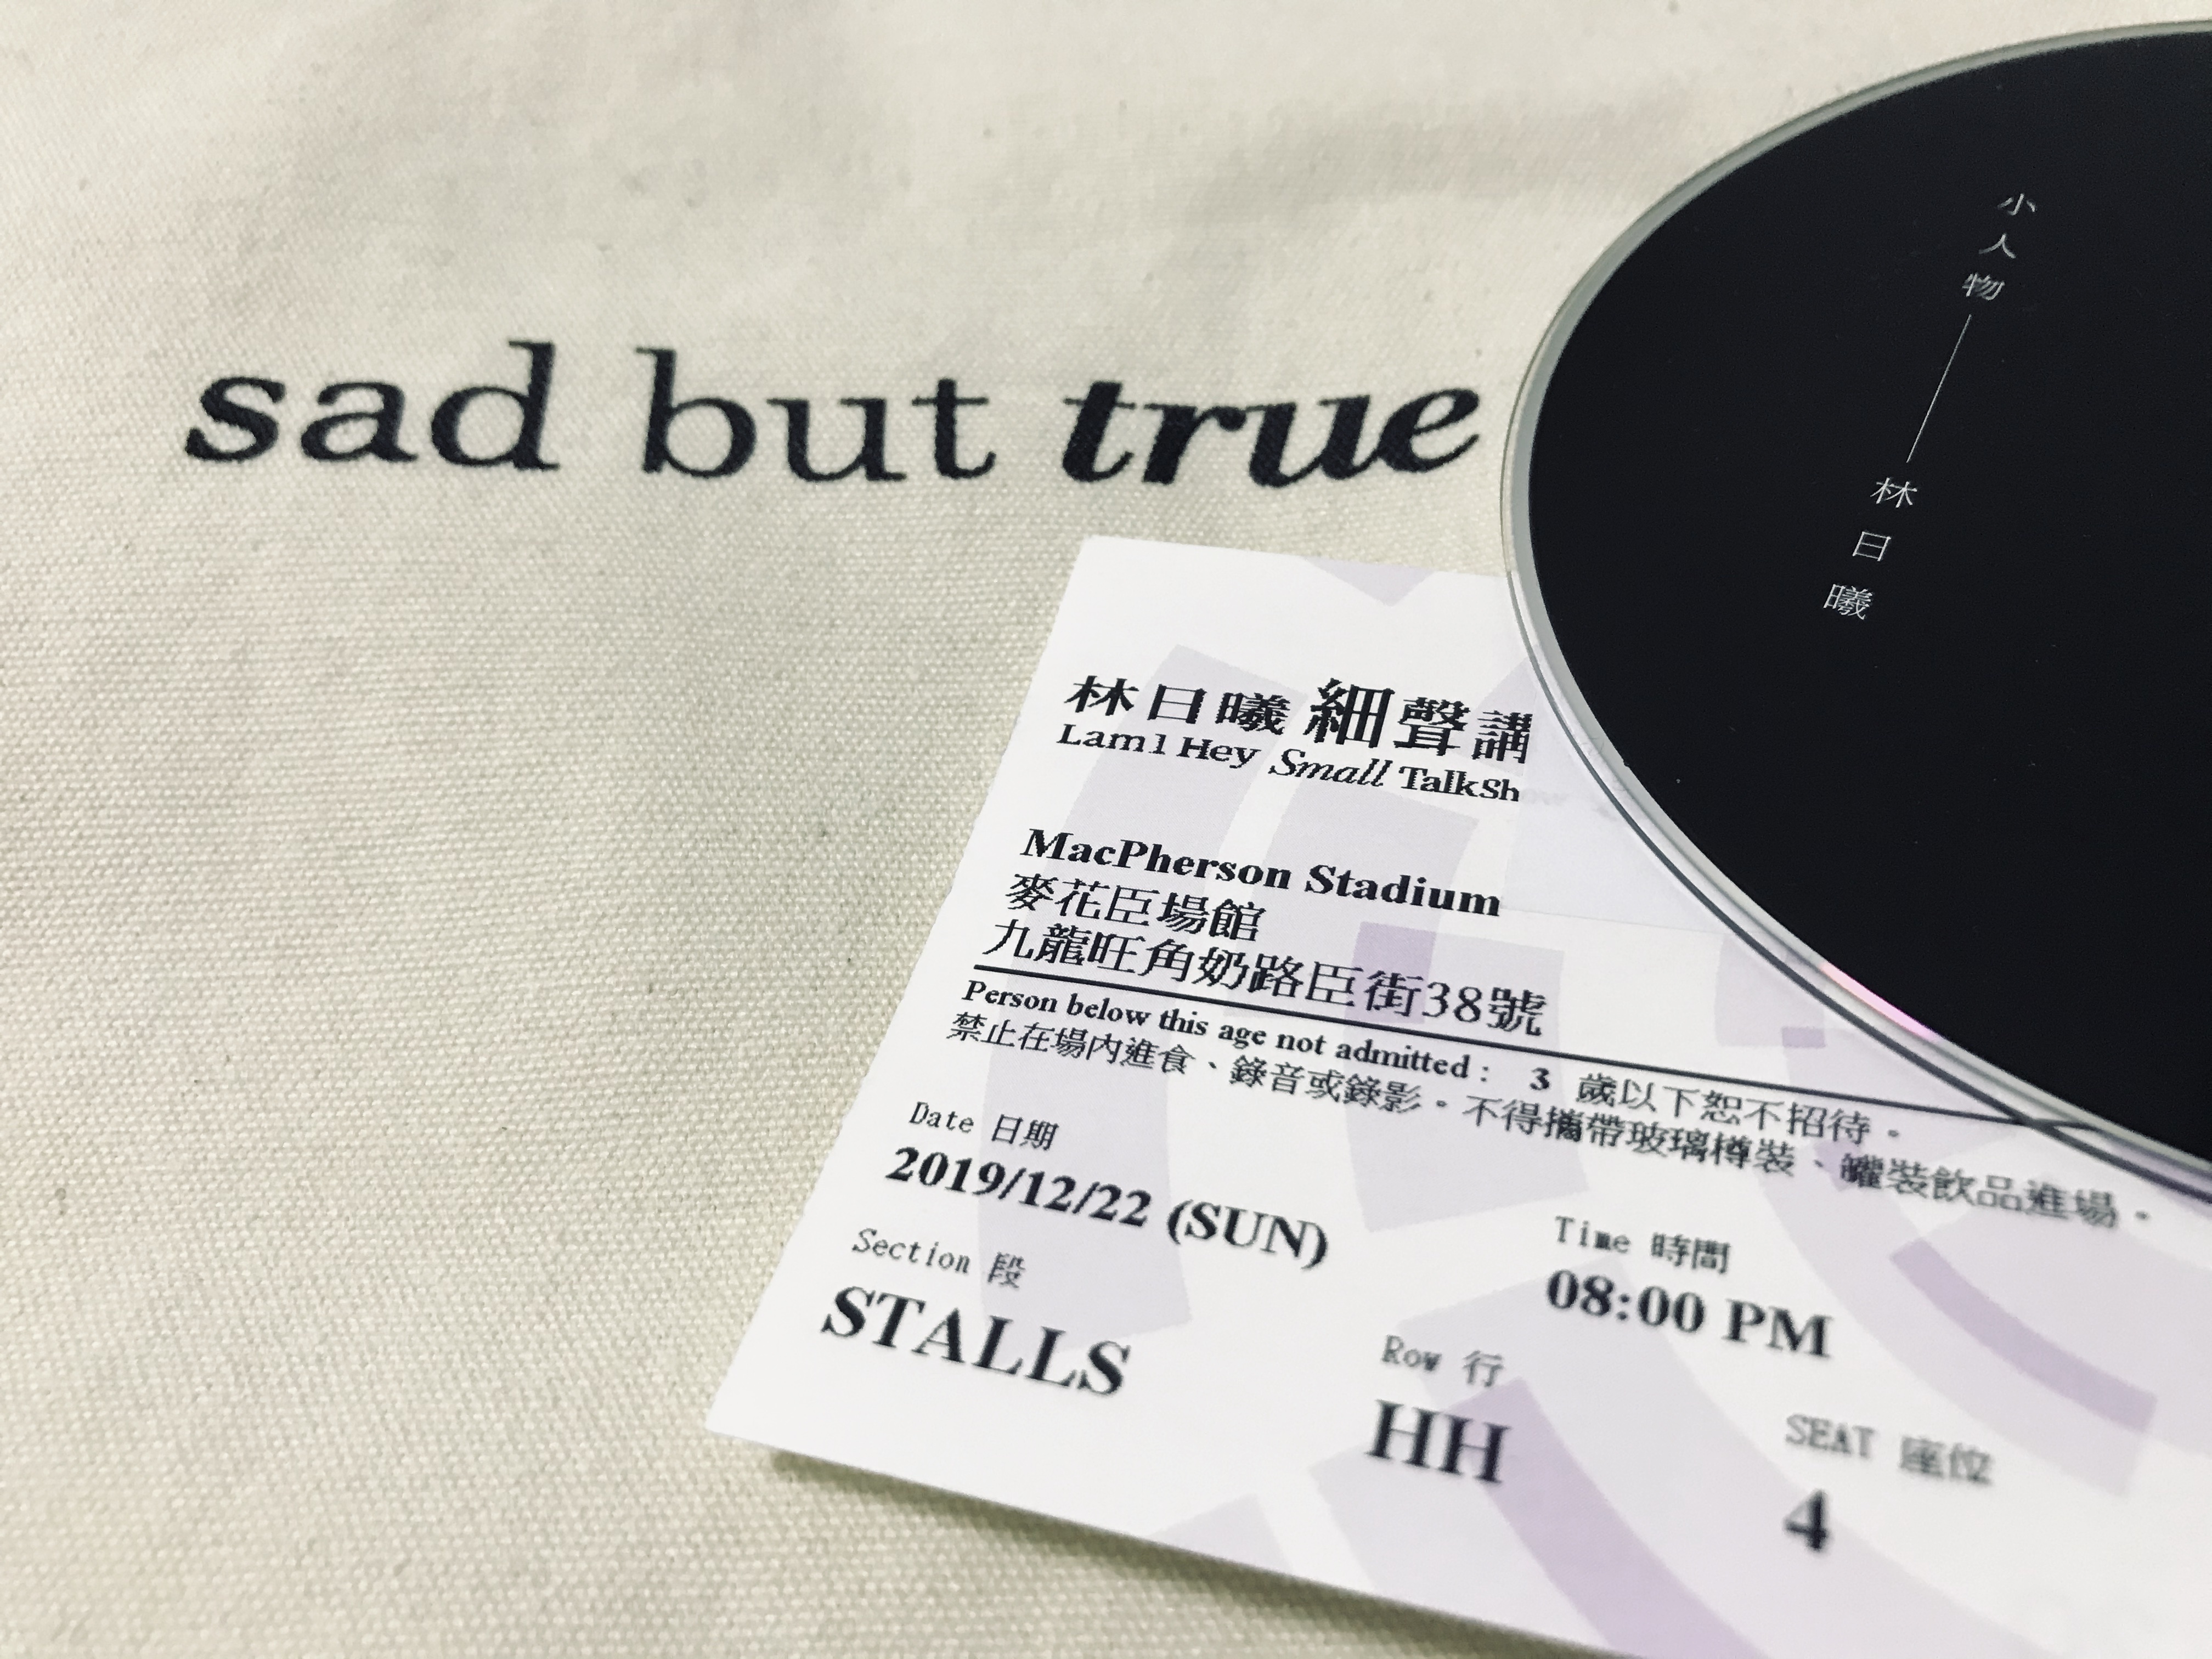 sad but true
小人物——林日曦
林日曦 細聲講
Lam1 Hey Small TalkSh
MacPherson Stadium
麥花臣場館
九龍旺角奶路臣街38號
Person below this age not admitted : 3 歲以下恕不招待。
禁止在場內進食、錄音或錄影。不得攜帶玻璃樽裝、罐裝飲品進場。
Date 日期
2019/12/22 (SUN)
Time 時間
08:00 PM
Section 段
STALLS
Row 行
HH
SEAT 座位
4